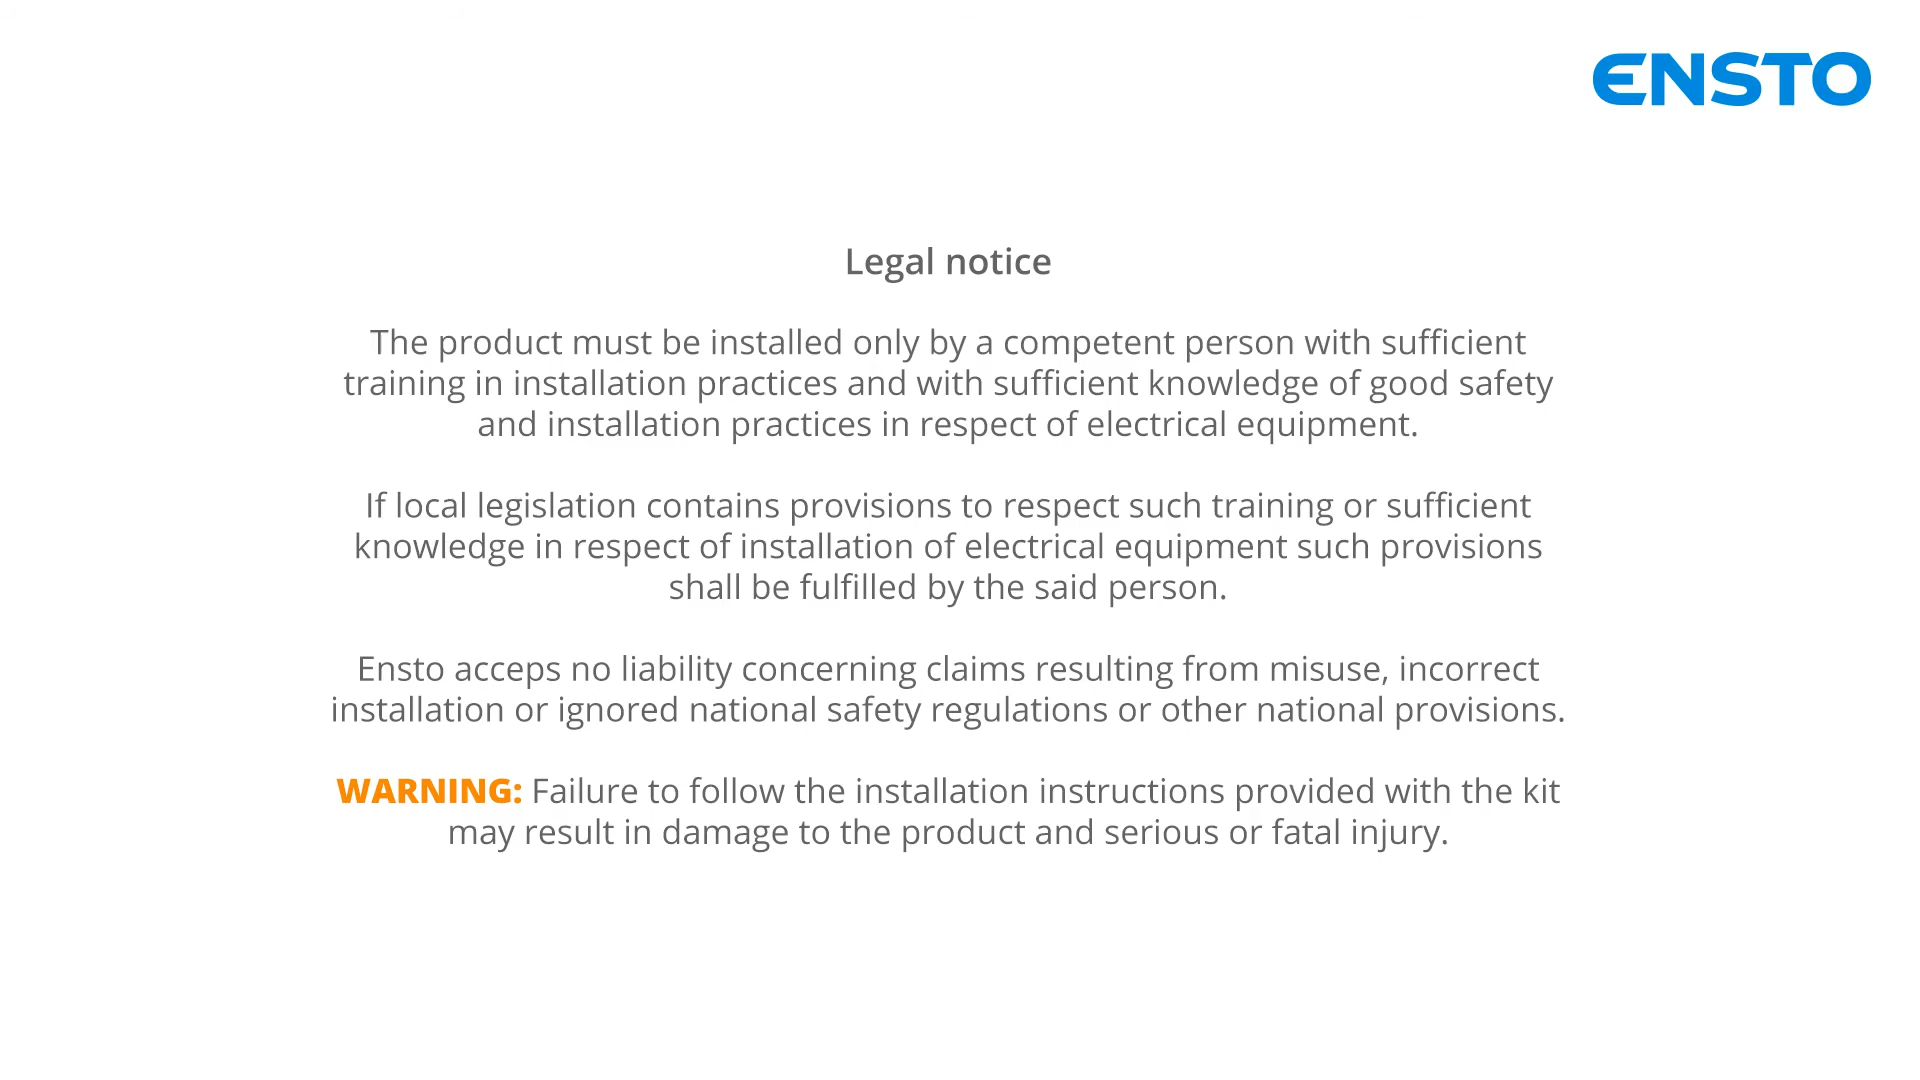 ENSTO
Legal notice
The product must be installed only by a competent person with sufficient
training in installation practices and with sufficient knowledge of good safety
and installation practices in respect of electrical equipment.
If local legislation contains provisions to respect such training or sufficient
knowledge in respect of installation of electrical equipment such provisions
shall be fulfilled by the said person.
Ensto acceps no liability concerning claims resulting from misuse, incorrect
installation or ignored national safety regulations or other national provisions.
WARNING: Failure to follow the installation instructions provided with the kit
may result in damage to the product and serious or fatal injury.